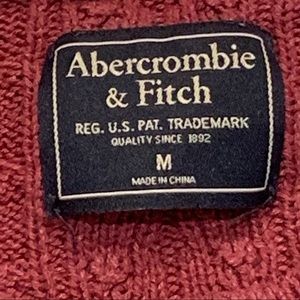 Abercrombie
& Fitch
REG. U.S. PAT. TRADEMARK
QUALITY SINCE 1892
M
MADE IN CHINA